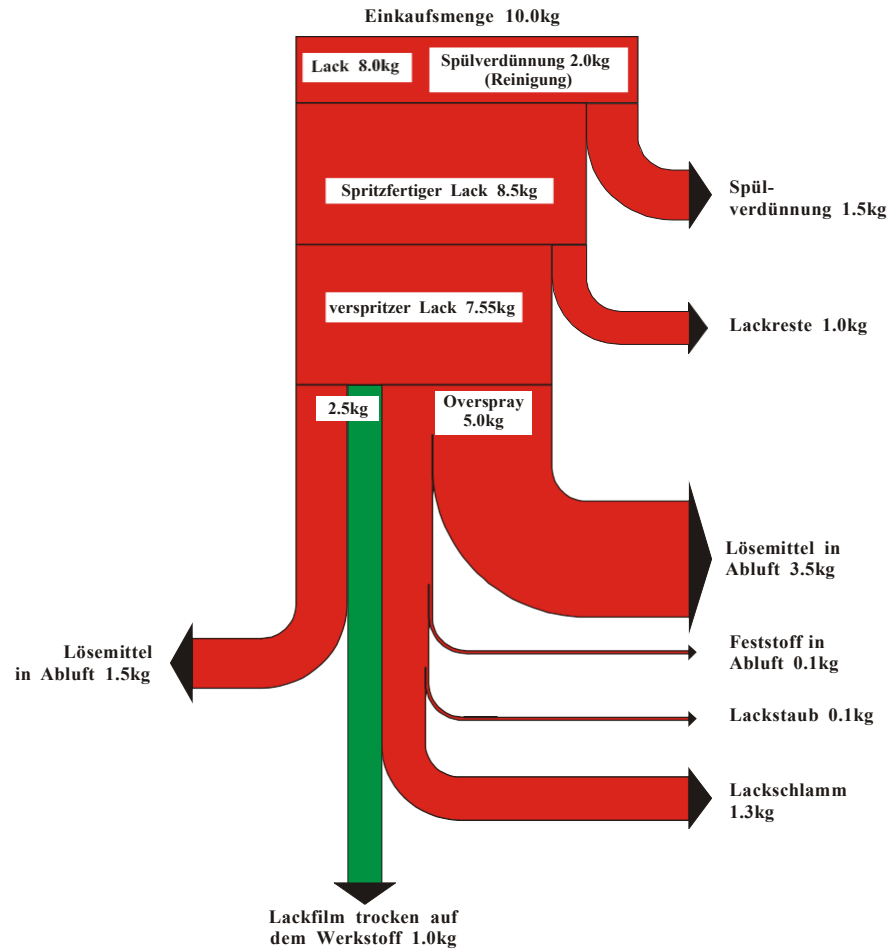 Einkaufsmenge 10.0kg
Lack 8.0kg
Spülverdünnung 2.0kg
(Reinigung)
Spritzfertiger Lack 8.5kg
Spül-
verdünnung 1.5kg
verspritzer Lack 7.55kg
Lackreste 1.0kg
2.5kg
Overspray
5.0kg
Lösemittel in
Abluft 3.5kg
Lösemittel
in Abluft 1.5kg
Feststoff in
Abluft 0.1kg
Lackstaub 0.1kg
Lackschlamm
1.3kg
Lackfilm trocken auf
dem Werkstoff 1.0kg